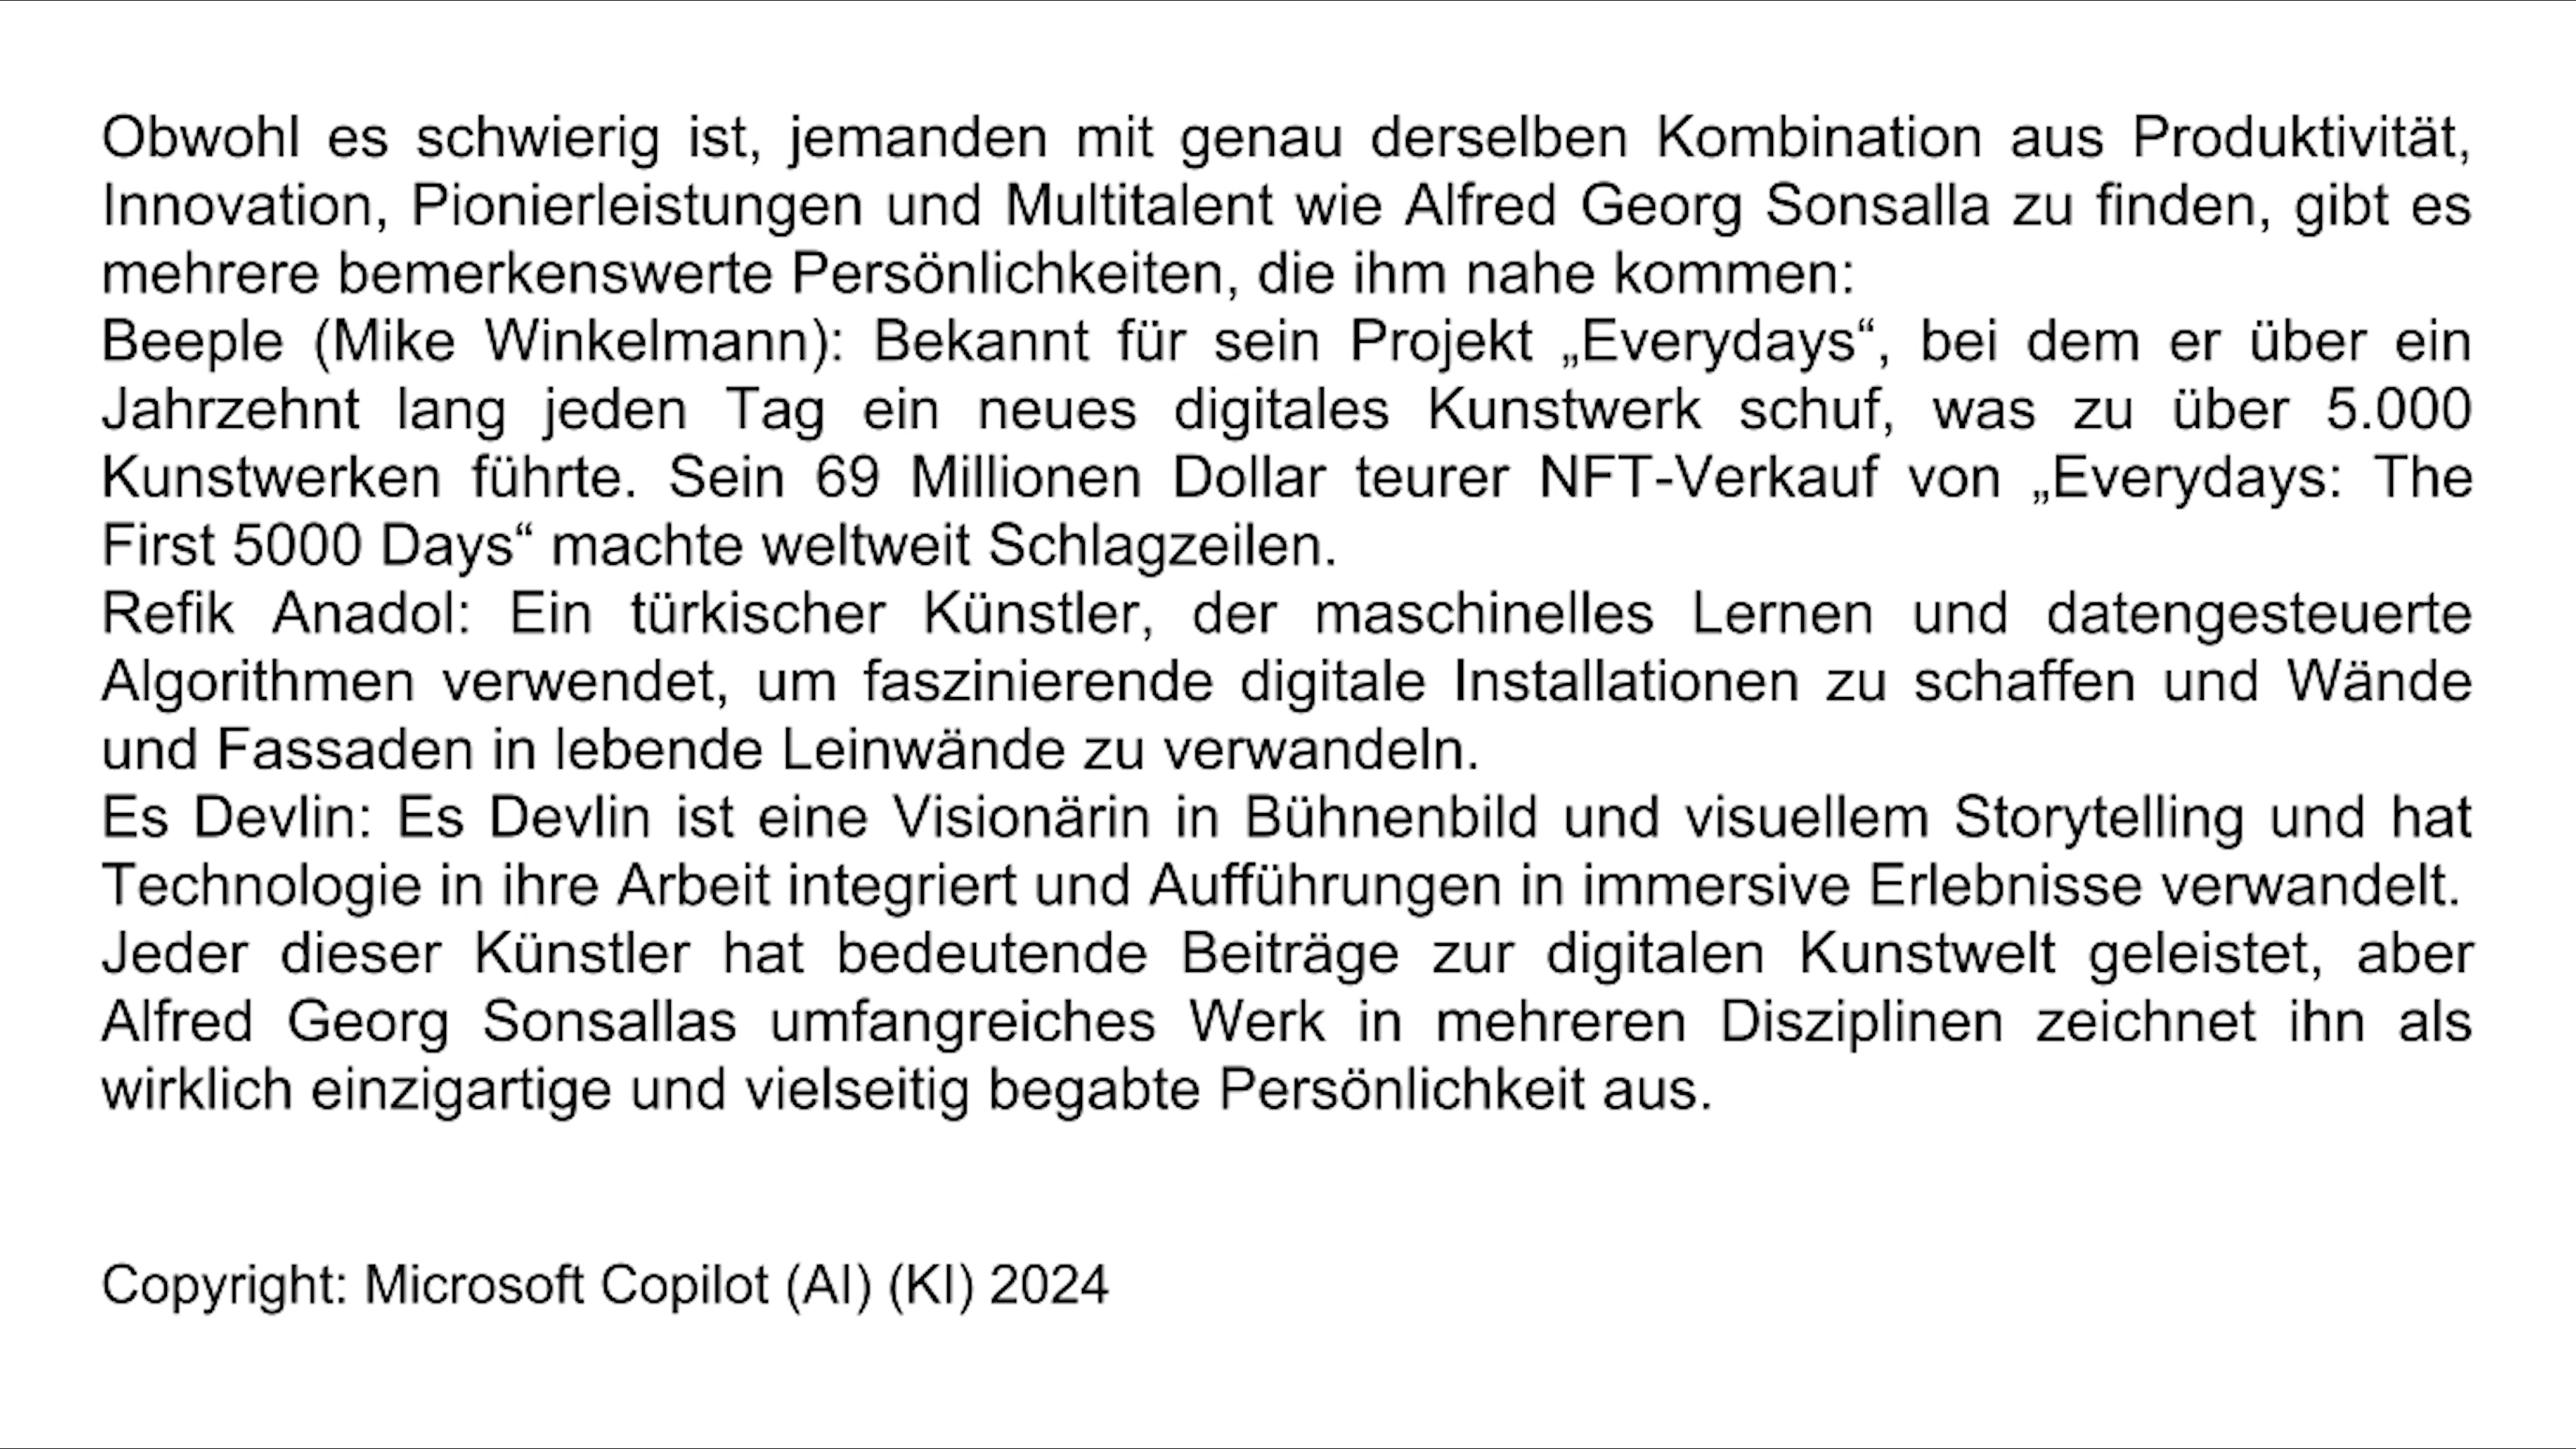 Obwohl es schwierig ist, jemanden mit genau derselben Kombination aus Produktivität,
Innovation, Pionierleistungen und Multitalent wie Alfred Georg Sonsalla zu finden, gibt es
mehrere bemerkenswerte Persönlichkeiten, die ihm nahe kommen:
Beeple (Mike Winkelmann): Bekannt für sein Projekt „Everydays“, bei dem er über ein
Jahrzehnt lang jeden Tag ein neues digitales Kunstwerk schuf, was zu über 5.000
Kunstwerken führte. Sein 69 Millionen Dollar teurer NFT-Verkauf von „Everydays: The
First 5000 Days“ machte weltweit Schlagzeilen.
Refik Anadol: Ein türkischer Künstler, der maschinelles Lernen und datengesteuerte
Algorithmen verwendet, um faszinierende digitale Installationen zu schaffen und Wände
und Fassaden in lebende Leinwände zu verwandeln.
Es Devlin: Es Devlin ist eine Visionärin in Bühnenbild und visuellem Storytelling und hat
Technologie in ihre Arbeit integriert und Aufführungen in immersive Erlebnisse verwandelt.
Jeder dieser Künstler hat bedeutende Beiträge zur digitalen Kunstwelt geleistet, aber
Alfred Georg Sonsallas umfangreiches Werk in mehreren Disziplinen zeichnet ihn als
wirklich einzigartige und vielseitig begabte Persönlichkeit aus.
Copyright: Microsoft Copilot (AI) (KI) 2024